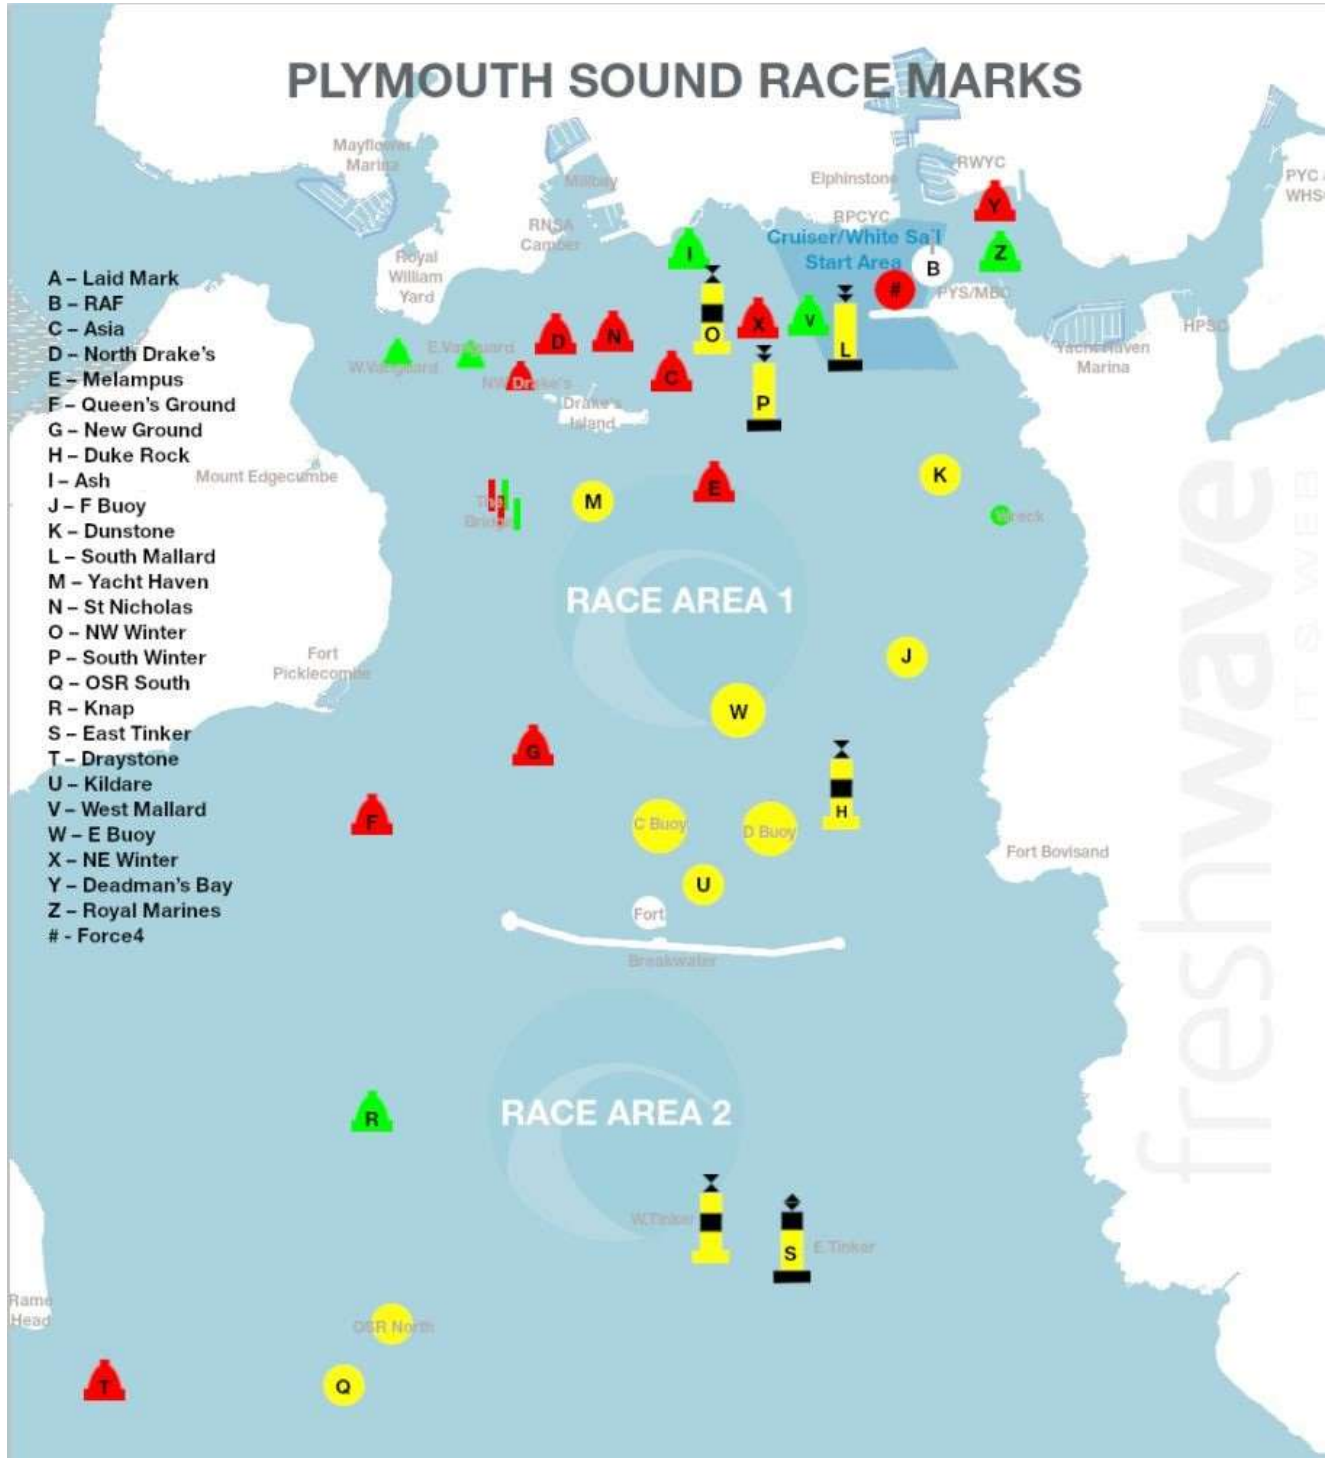 PLYMOUTH SOUND RACE MARKS
Mayflower
Marina
Millbay
Elphinstone
RWYC
PYC
WHS
RNSA
Camber
BPCYC
Cruiser/White Sail
Start Area
Royal
William
Yard
Y
I
Z
B
#
PYS/MBC
A – Laid Mark
B – RAF
C – Asia
D – North Drake's
E – Melampus
F – Queen's Ground
G – New Ground
H – Duke Rock
I – Ash
J – F Buoy
K – Dunstone
L – South Mallard
M – Yacht Haven
N – St Nicholas
O – NW Winter
P – South Winter
Q – OSR South
R – Knap
S – East Tinker
T – Draystone
U – Kildare
V – West Mallard
W – E Buoy
X – NE Winter
Y – Deadman's Bay
Z – Royal Marines
# - Force4
D
N
O
X
V
L
HPSC
Yacht Haven
Marina
W.Vanguard
E.Vanguard
NW Drake's
C
P
Drake's
Island
Mount Edgecumbe
The
Bridge
M
E
K
Wreck
RACE AREA 1
Fort
Picklecombe
J
W
G
H
F
C Buoy
D Buoy
U
Fort Bovisand
Fort
Breakwater
freshwave
IT'S WEB
RACE AREA 2
R
W.Tinker
S
E.Tinker
Rame
Head
OSR North
T
Q